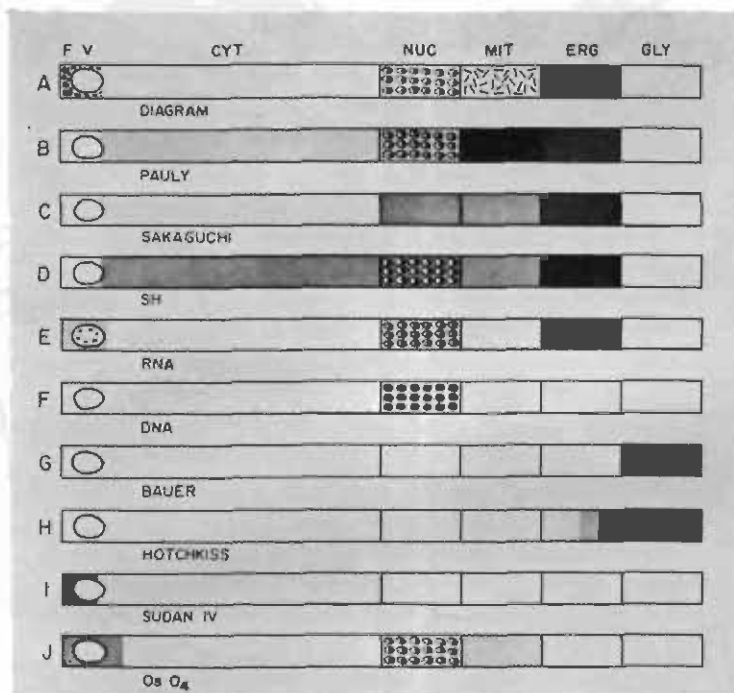 F V CYT NUC MIT ERG GLY
A
DIAGRAM
B
PAULY
C
SAKAGUCHI
D
SH
E
RNA
F
DNA
G
BAUER
H
HOTCHKISS
I
SUDAN IV
J
Os O₄